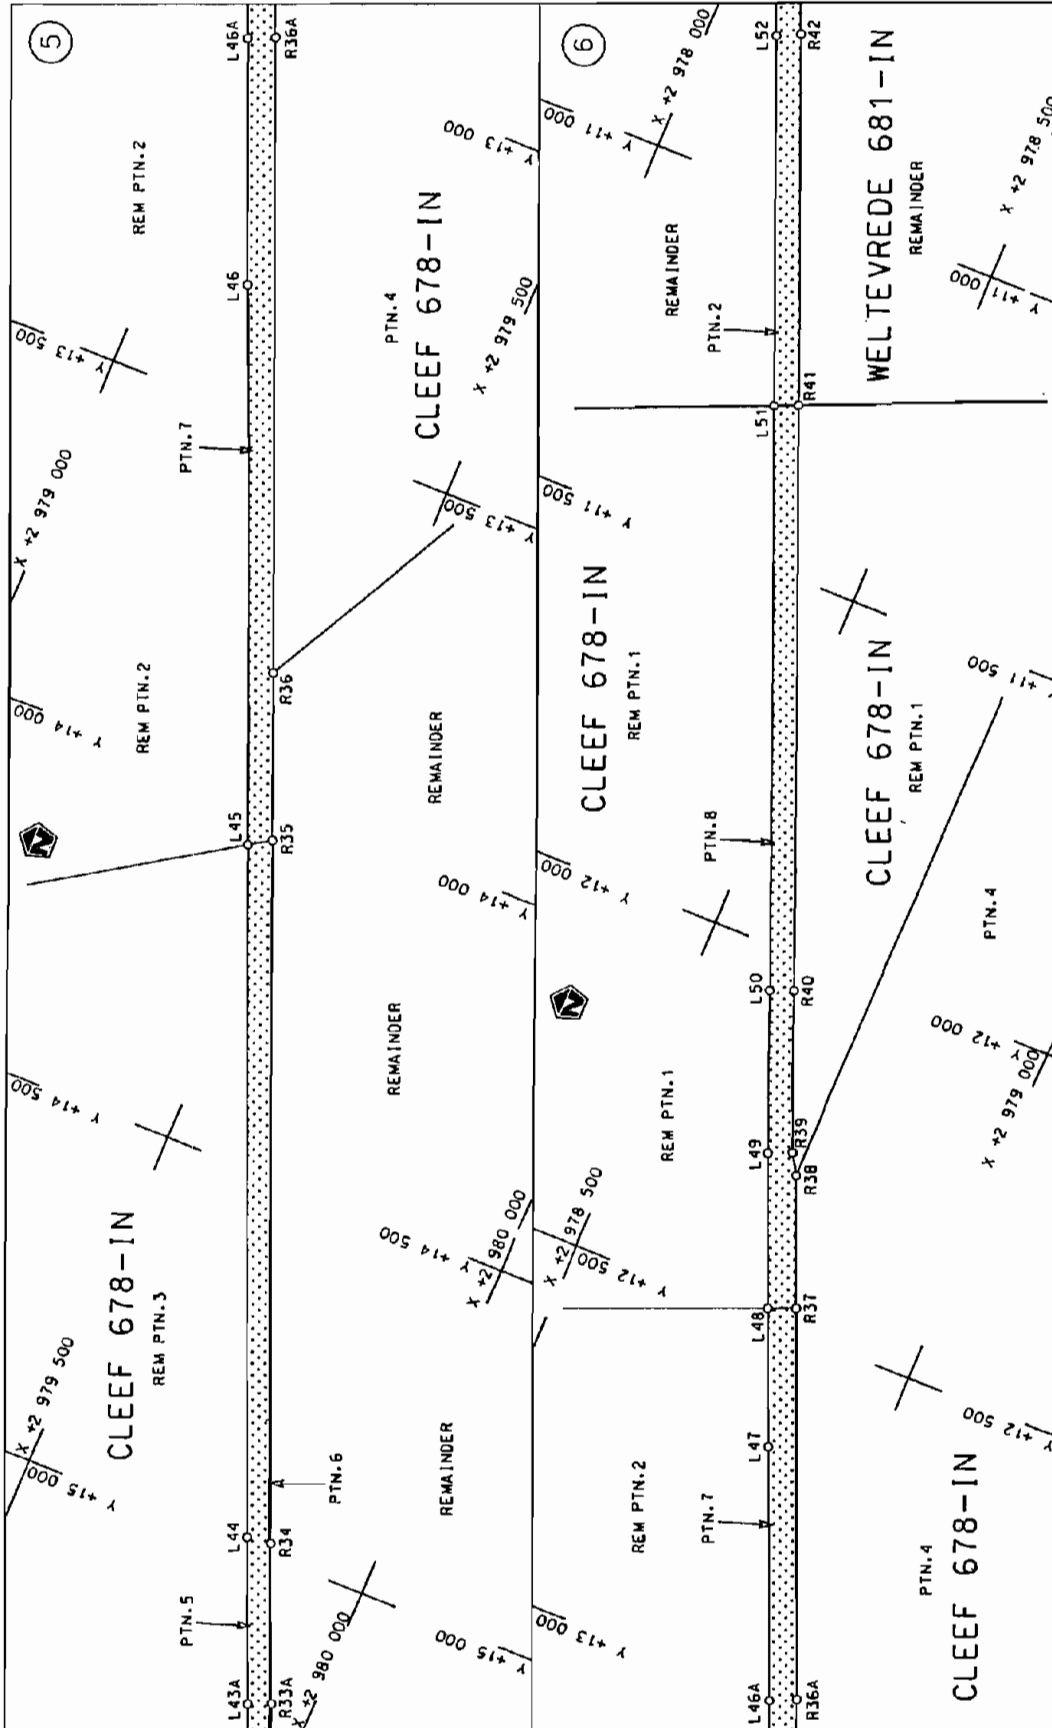 5
L46A
R36A
REM PTN.2
Y +13 000
L46
Y +13 500
PTN.4
CLEEF 678-IN
X +2 979 500
PTN.7
X +2 979 000
Y +13 500
REM PTN.2
Y +14 000
R36
REMAINDER
N
L45
R35
Y +14 000
REMAINDER
Y +14 500
CLEEF 678-IN
REM PTN.3
Y +14 500
X +2 980 000
X +2 979 500
Y +15 000
PTN.6
REMAINDER
L44
R34
PTN.5
Y +15 000
L43A
R33A
X +2 980 000
6
L52
R42
X +2 978 000
Y +11 000
WELTEVREDE 681-IN
REMAINDER
X +2 978 500
Y +11 000
REMAINDER
PTN.2
L51
R41
Y +11 500
CLEEF 678-IN
REM PTN.1
CLEEF 678-IN
REM PTN.1
Y +11 500
PTN.8
Y +12 000
PTN.4
N
L50
R40
Y +12 000
X +2 979 000
REM PTN.1
L49
R39
R38
X +2 978 500
Y +12 500
L48
R37
Y +12 500
L47
REM PTN.2
PTN.7
PTN.4
CLEEF 678-IN
Y +13 000
L46A
R36A